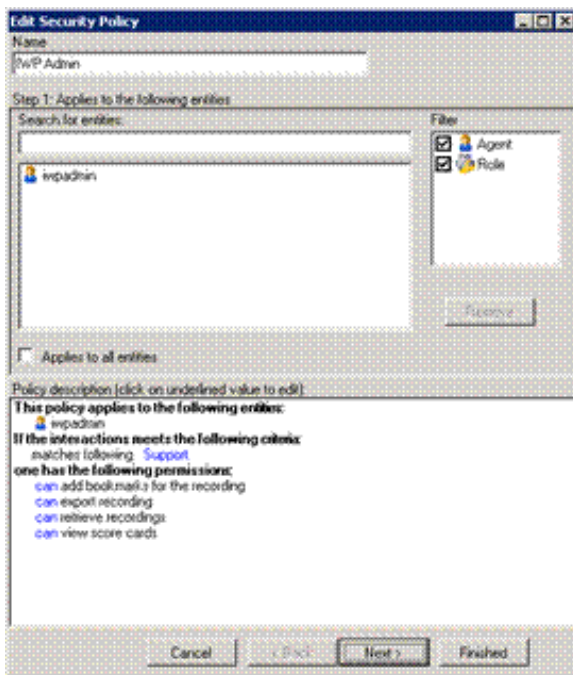 Edit Security Policy
Name
IWP Admin
Step 1: Applies to the following entities
Search for entities:
Filter
Agent
Role
iwpadmin
Remove
Applies to all entities
Policy description (click on underlined value to edit):
This policy applies to the following entities:
iwpadmin
If the interactions meets the following criteria:
matches following Support
one has the following permissions:
can add bookmarks for the recording
can export recording
can retrieve recordings
can view score cards
Cancel
< Back
Next >
Finished